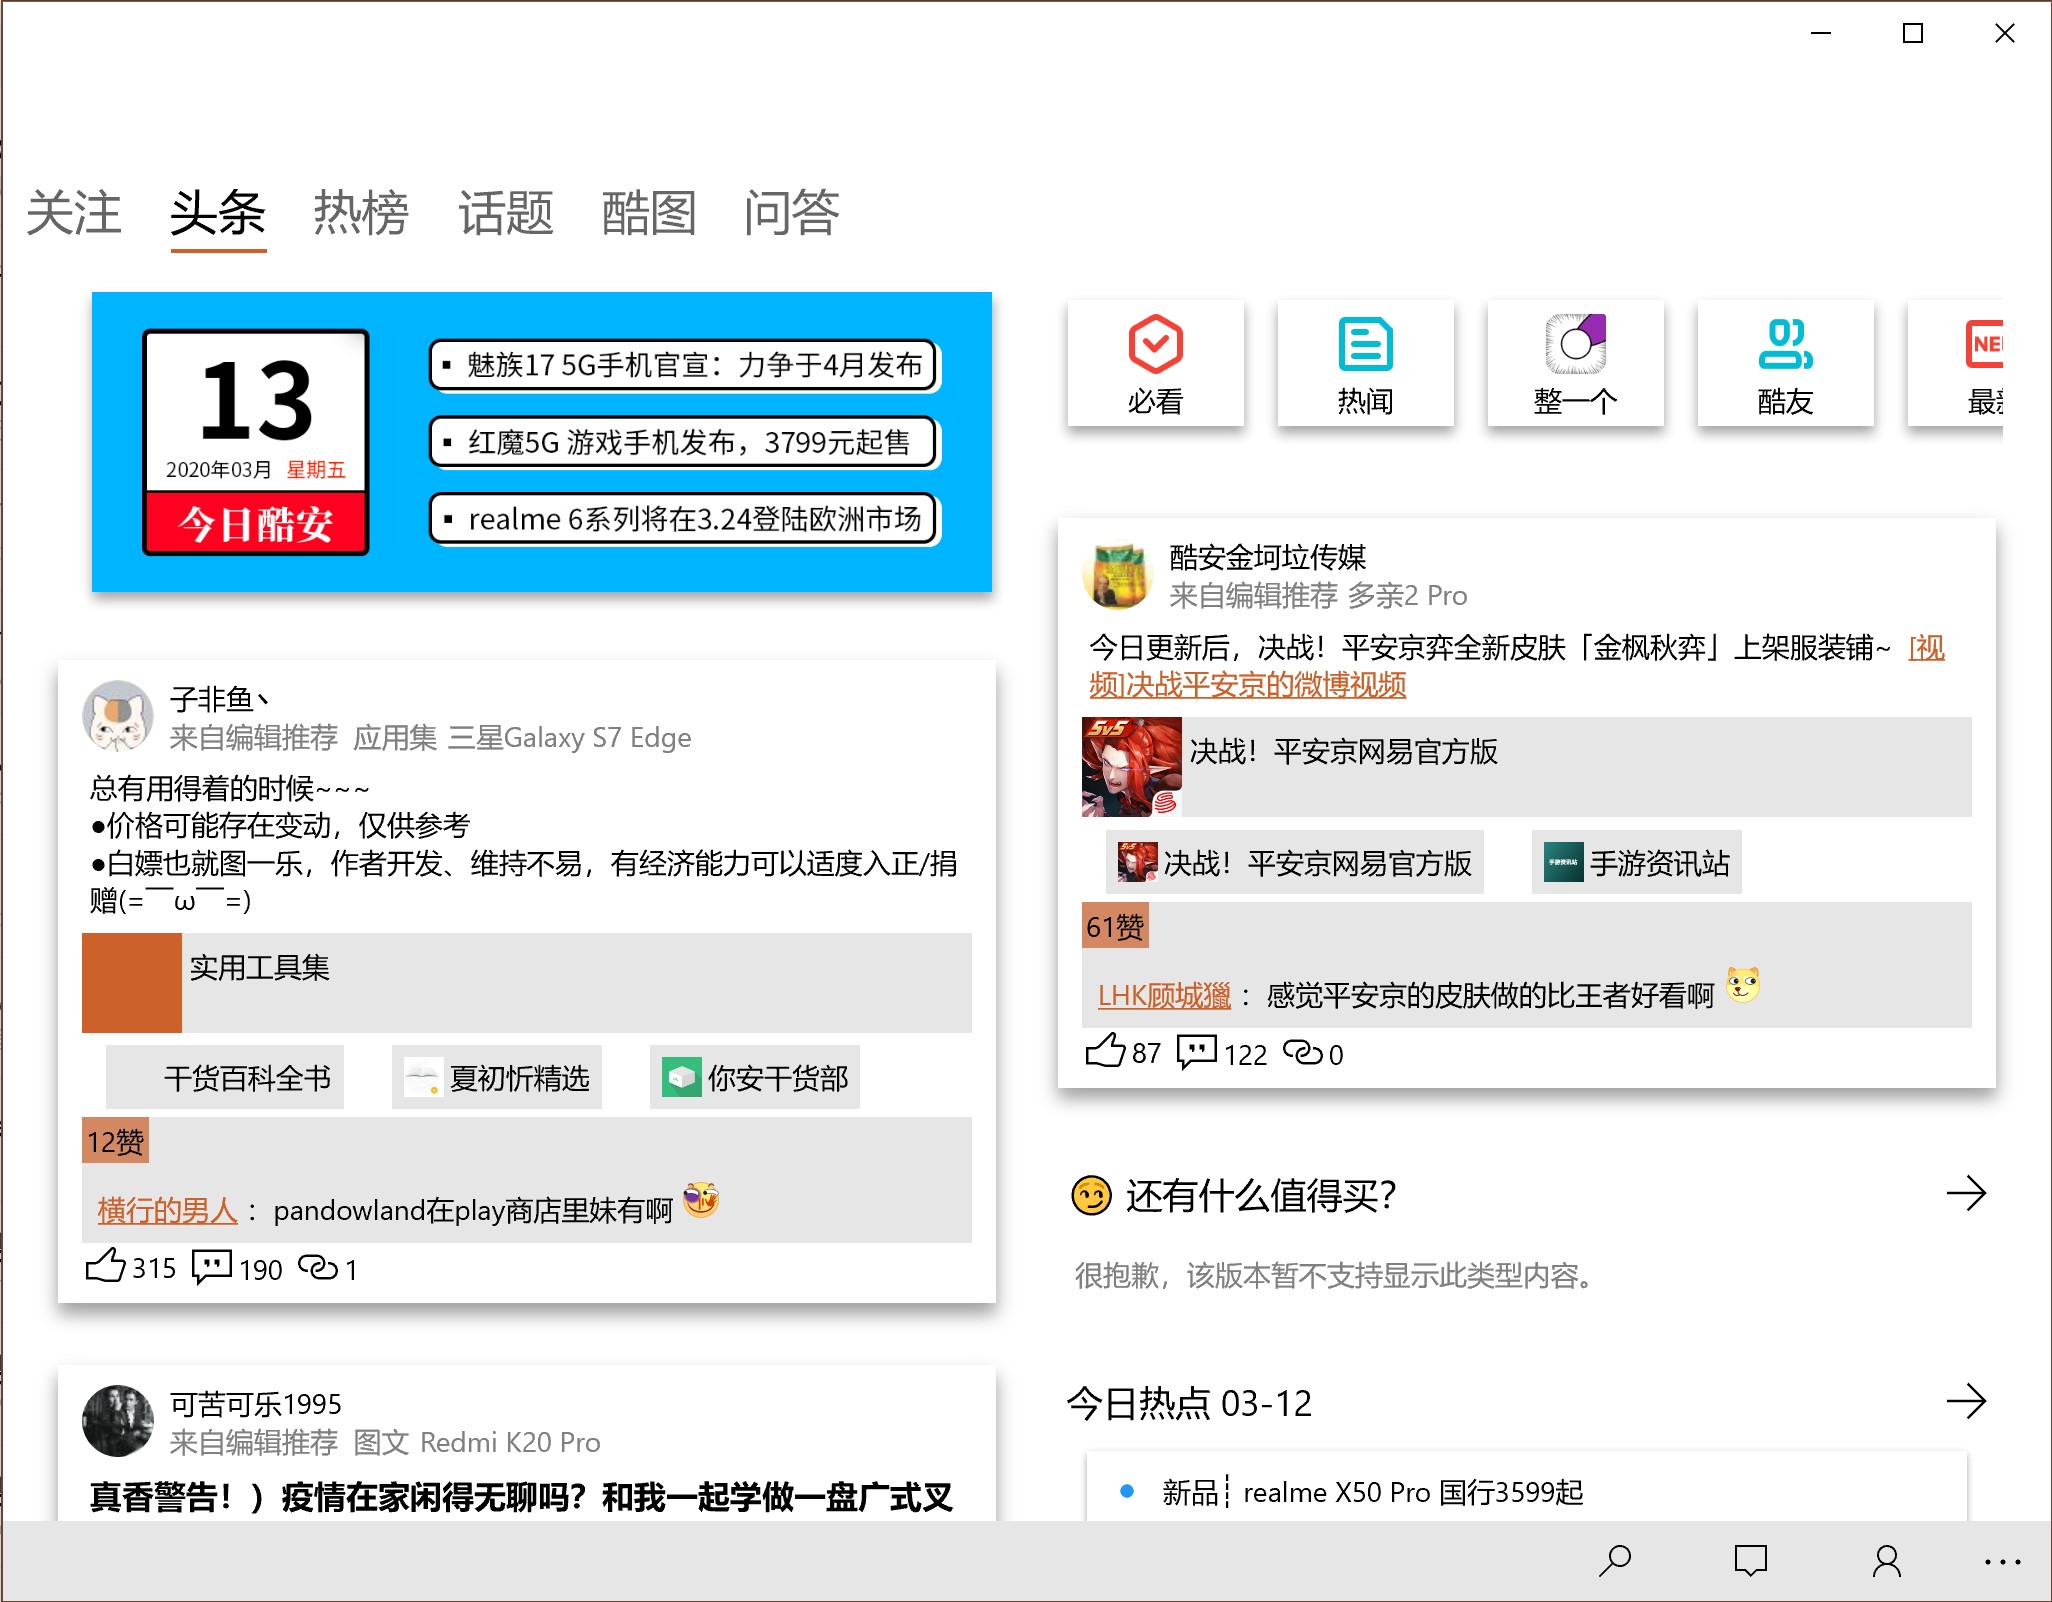 关注 头条 热榜 话题 酷图 问答
13
2020年03月 星期五
今日酷安
▪ 魅族17 5G手机官宣：力争于4月发布
▪ 红魔5G 游戏手机发布，3799元起售
▪ realme 6系列将在3.24登陆欧洲市场
必看
热闻
整一个
酷友
子非鱼丶
来自编辑推荐 应用集 三星Galaxy S7 Edge
总有用得着的时候~~~
●价格可能存在变动，仅供参考
●白嫖也就图一乐，作者开发、维持不易，有经济能力可以适度入正/捐
赠(=￣ω￣=)
实用工具集
干货百科全书 夏初忻精选 你安干货部
12赞
横行的男人：pandowland在play商店里妹有啊
315 190 1
可苦可乐1995
来自编辑推荐 图文 Redmi K20 Pro
真香警告！）疫情在家闲得无聊吗？和我一起学做一盘广式叉
酷安金坷垃传媒
来自编辑推荐 多亲2 Pro
今日更新后，决战！平安京弈全新皮肤「金枫秋弈」上架服装铺~ [视
频]决战平安京的微博视频
5v5
决战！平安京网易官方版
决战！平安京网易官方版 手游资讯站
61赞
LHK顾城玁：感觉平安京的皮肤做的比王者好看啊
87 122 0
还有什么值得买？
很抱歉，该版本暂不支持显示此类型内容。
今日热点 03-12
新品┊realme X50 Pro 国行3599起